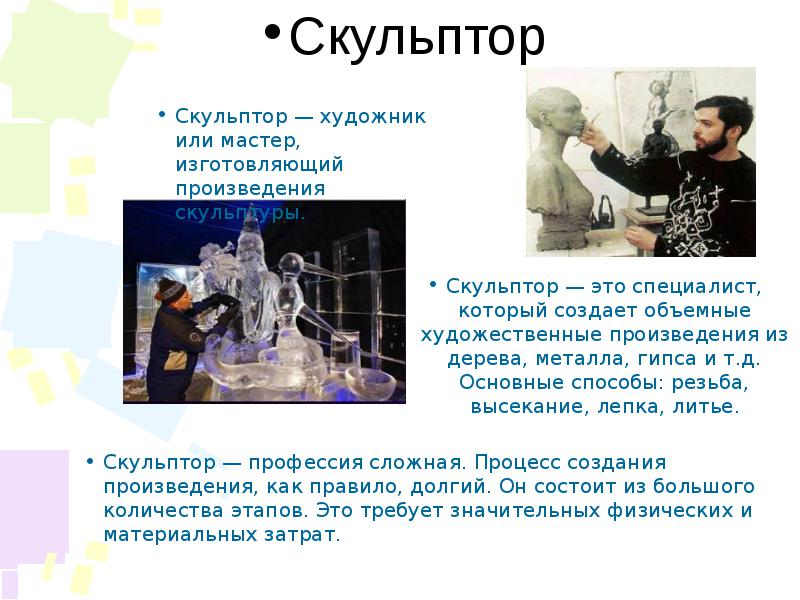 • Скульптор
• Скульптор — художник
или мастер,
изготовляющий
произведения
скульптуры.
• Скульптор — это специалист,
который создает объемные
художественные произведения из
дерева, металла, гипса и т.д.
Основные способы: резьба,
высекание, лепка, литье.
• Скульптор — профессия сложная. Процесс создания
произведения, как правило, долгий. Он состоит из большого
количества этапов. Это требует значительных физических и
материальных затрат.